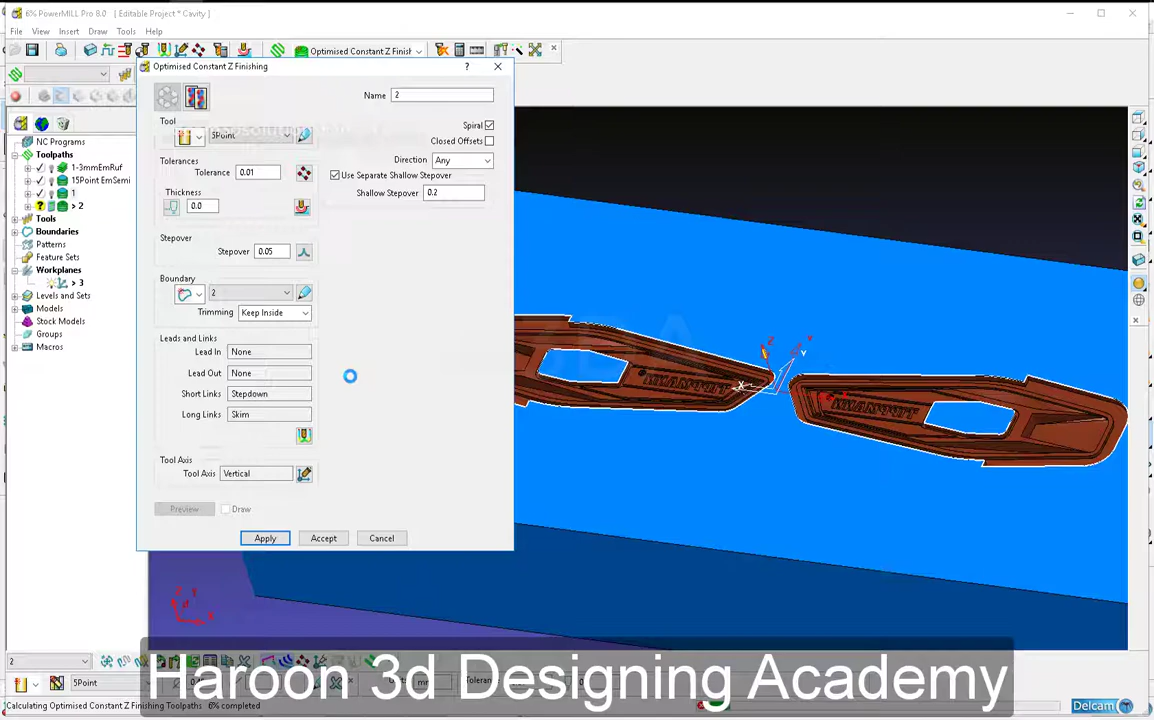 6% PowerMILL Pro 8.0 [ Editable Project * Cavity ]
File View Insert Draw Tools Help
Optimised Constant Z Finish
Optimised Constant Z Finishing
?
Name 2
Tool
5Point
Spiral
Closed Offsets
Tolerances
Direction Any
Tolerance 0.01
Use Separate Shallow Stepover
Thickness
Shallow Stepover 0.2
0.0
Stepover
Stepover 0.05
Boundary
2
Trimming Keep Inside
Leads and Links
Lead In None
Lead Out None
Short Links Stepdown
Long Links Skim
Tool Axis
Tool Axis Vertical
Preview Draw
Apply Accept Cancel
NC Programs
Toolpaths
1-3mmEmRuf
15Point EmSemi
1
> 2
Tools
Boundaries
Patterns
Feature Sets
Workplanes
> 3
Levels and Sets
Models
Stock Models
Groups
Macros
Z
Y
X
Haroon 3d Designing Academy
2
5Point
Tolerance
Calculating Optimised Constant Z Finishing Toolpaths 6% completed
Delcam